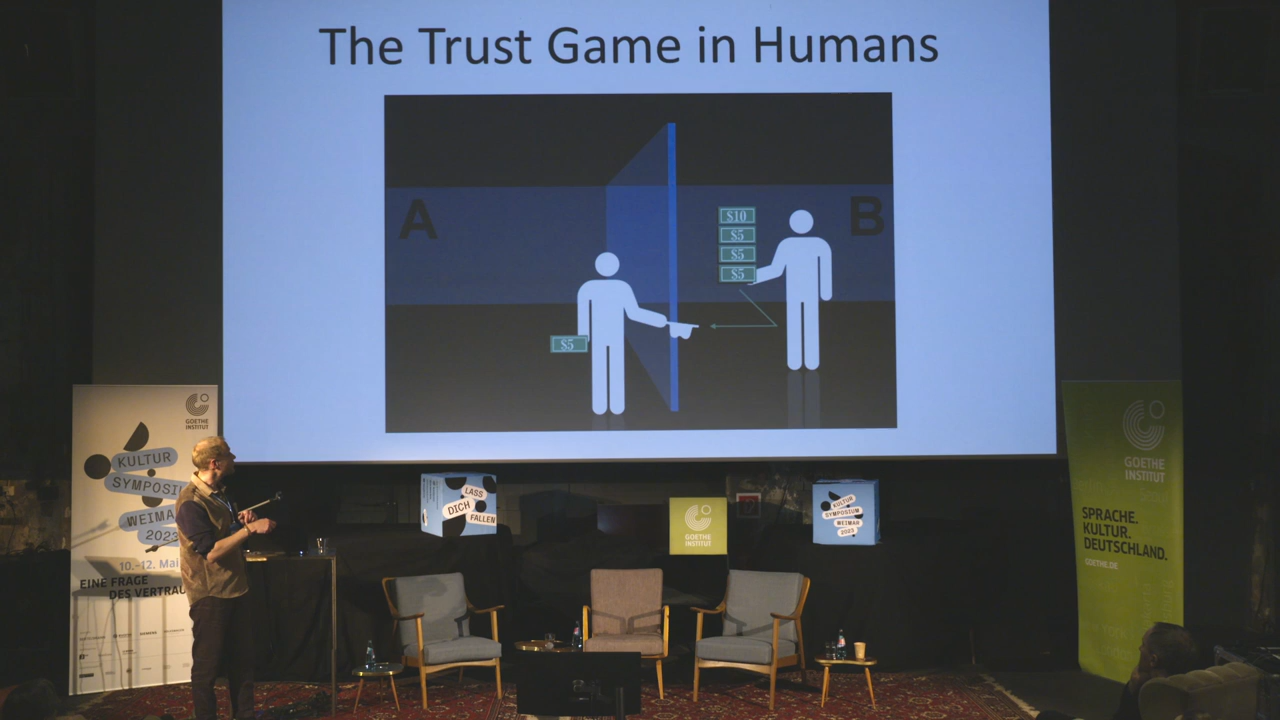 The Trust Game in Humans
A
B
$10
$5
$5
$5
$5
GOETHE
INSTITUT
KULTUR
SYMPOSIU
WEIMA
2023
10.-12. Mai
EINE FRAGE
DES VERTRAU
LASS
DICH
FALLEN
GOETHE
INSTITUT
KULTUR
SYMPOSIUM
WEIMAR
2023
GOETHE
INSTITUT
SPRACHE.
KULTUR.
DEUTSCHLAND.
GOETHE.DE